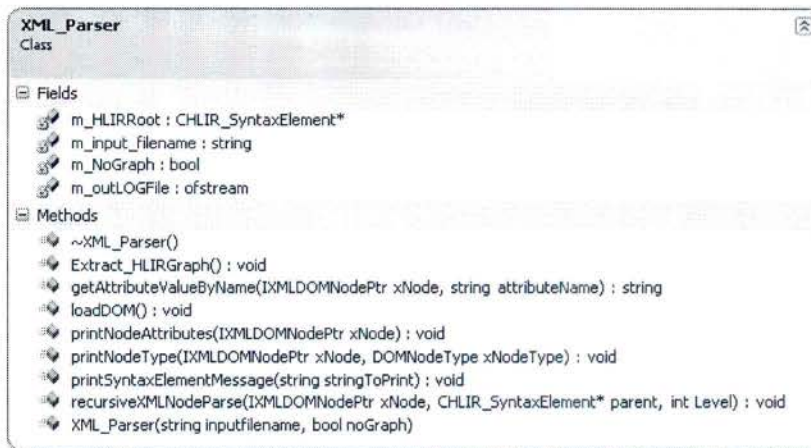 XML_Parser
Class
Fields
m_HLIRRoot : CHLIR_SyntaxElement*
m_input_filename : string
m_NoGraph : bool
m_outLOGFile : ofstream
Methods
~XML_Parser()
Extract_HLIRGraph() : void
getAttributeValueByName(IXMLDOMNodePtr xNode, string attributeName) : string
loadDOM() : void
printNodeAttributes(IXMLDOMNodePtr xNode) : void
printNodeType(IXMLDOMNodePtr xNode, DOMNodeType xNodeType) : void
printSyntaxElementMessage(string stringToPrint) : void
recursiveXMLNodeParse(IXMLDOMNodePtr xNode, CHLIR_SyntaxElement* parent, int Level) : void
XML_Parser(string inputfilename, bool noGraph)